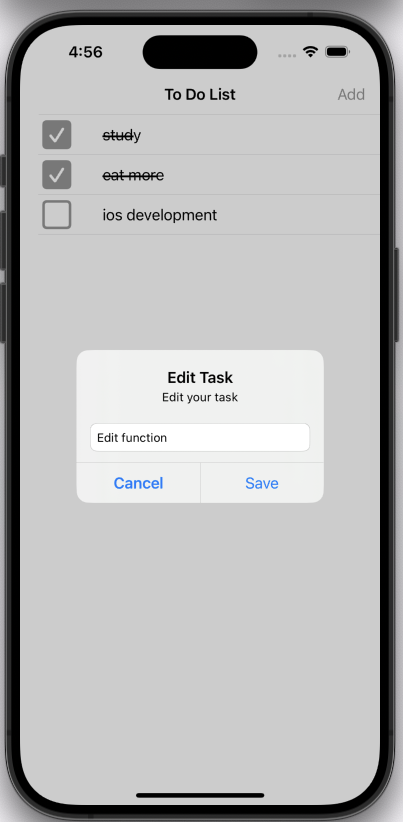 4:56
To Do List
Add
study
eat more
ios development
Edit Task
Edit your task
Edit function
Cancel
Save